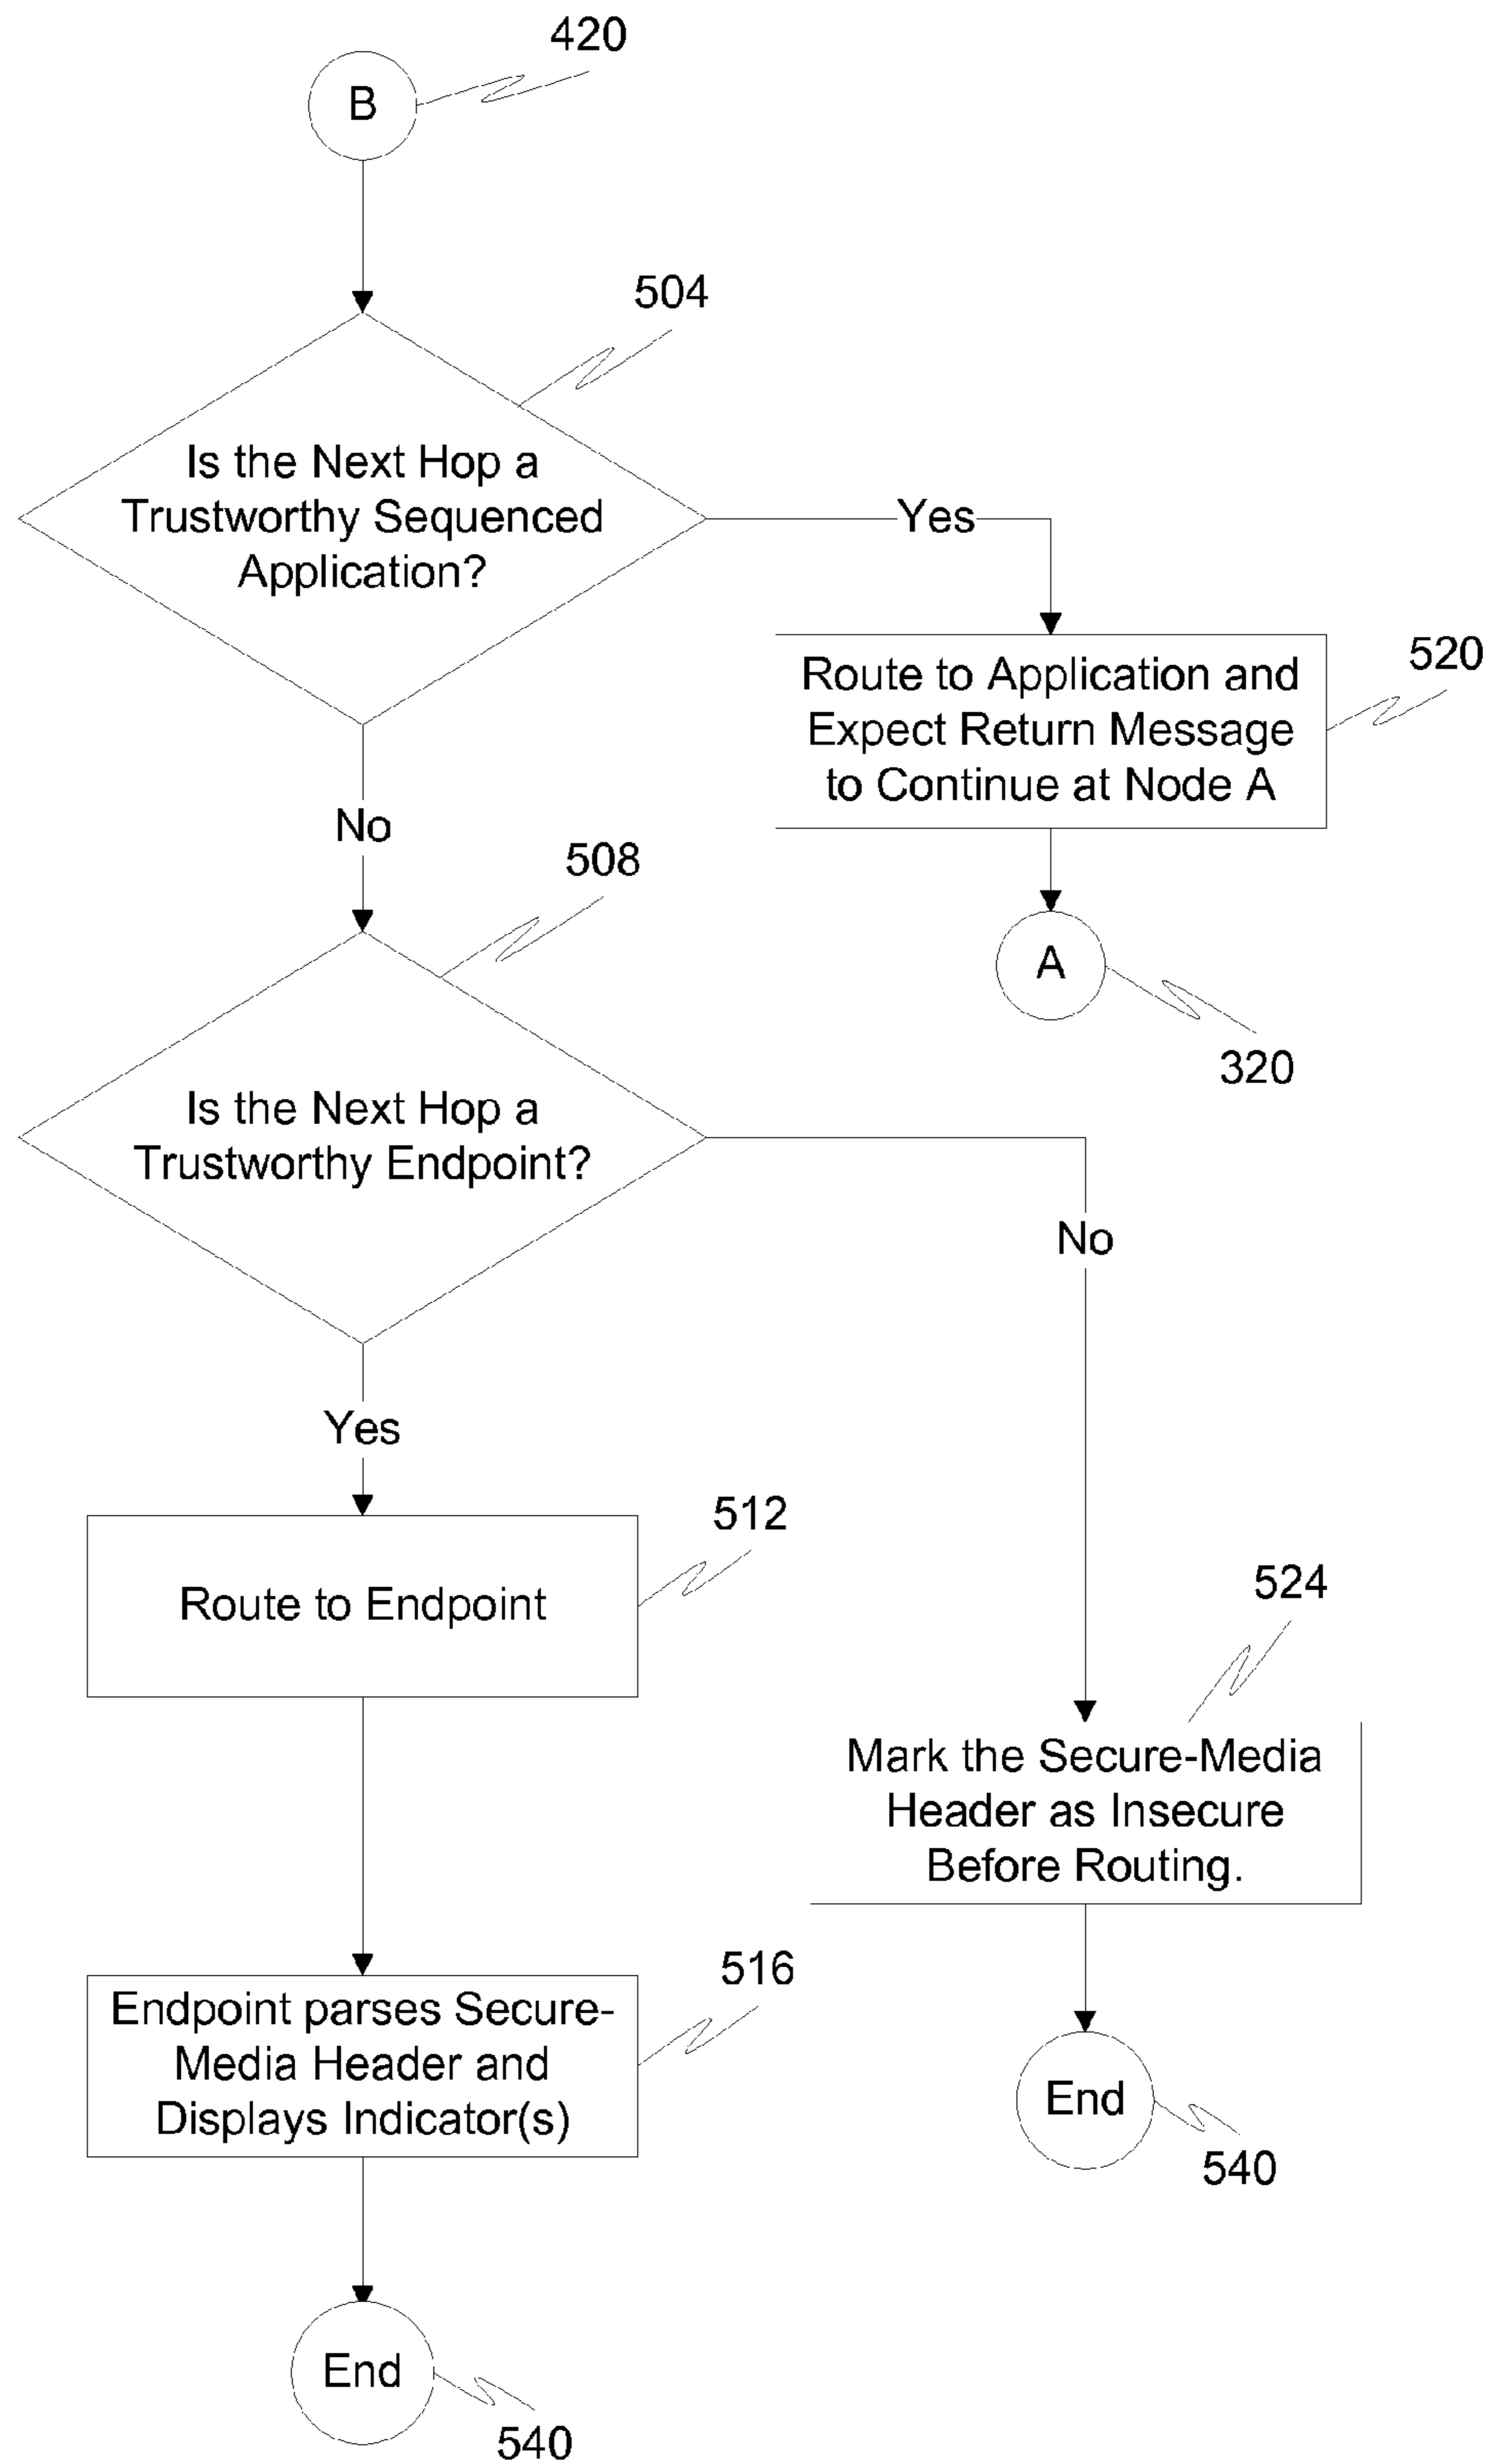 420
B
504
Is the Next Hop a
Trustworthy Sequenced
Application?
Yes
520
Route to Application and
Expect Return Message
to Continue at Node A
No
508
A
320
Is the Next Hop a
Trustworthy Endpoint?
No
Yes
512
Route to Endpoint
524
Mark the Secure-Media
Header as Insecure
Before Routing.
516
Endpoint parses Secure-
Media Header and
Displays Indicator(s)
End
540
End
540